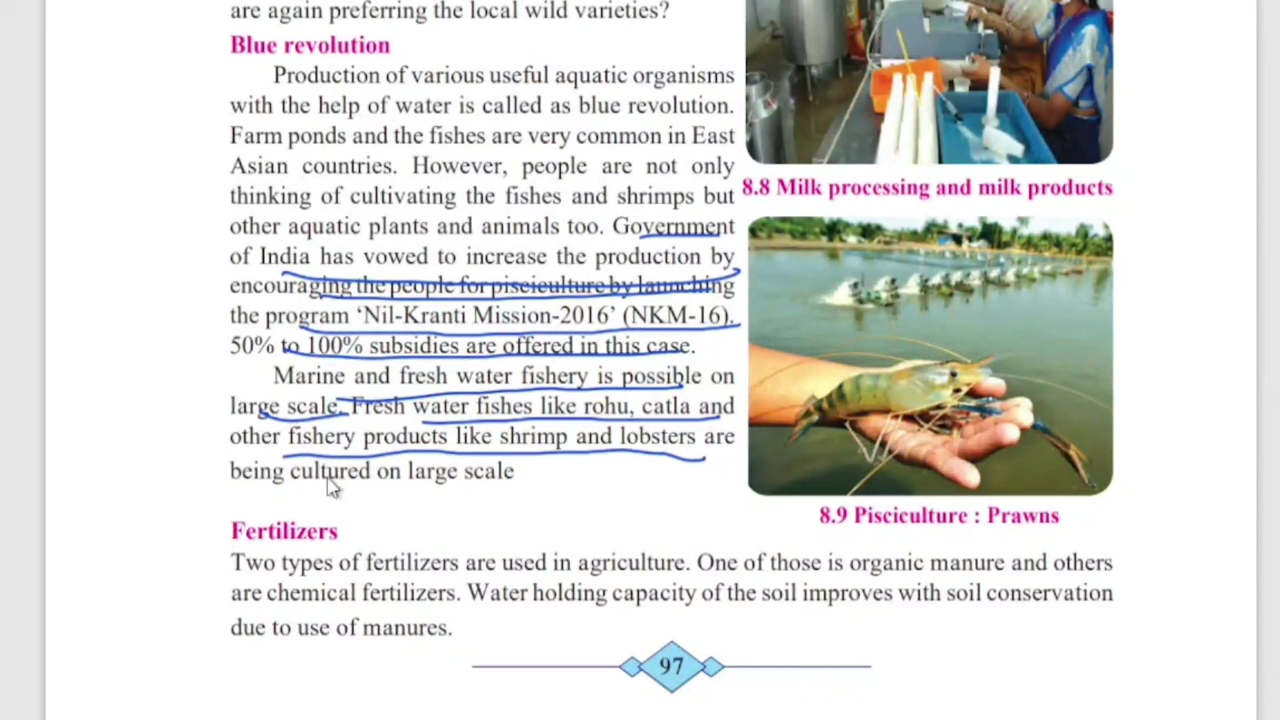 are again preferring the local wild varieties?
Blue revolution
Production of various useful aquatic organisms
with the help of water is called as blue revolution.
Farm ponds and the fishes are very common in East
Asian countries. However, people are not only
thinking of cultivating the fishes and shrimps but
other aquatic plants and animals too. Government
of India has vowed to increase the production by
encouraging the people for pisciculture by launching
the program ‘Nil-Kranti Mission-2016’ (NKM-16).
50% to 100% subsidies are offered in this case.
Marine and fresh water fishery is possible on
large scale. Fresh water fishes like rohu, catla and
other fishery products like shrimp and lobsters are
being cultured on large scale
8.8 Milk processing and milk products
8.9 Pisciculture : Prawns
Fertilizers
Two types of fertilizers are used in agriculture. One of those is organic manure and others
are chemical fertilizers. Water holding capacity of the soil improves with soil conservation
due to use of manures.
97